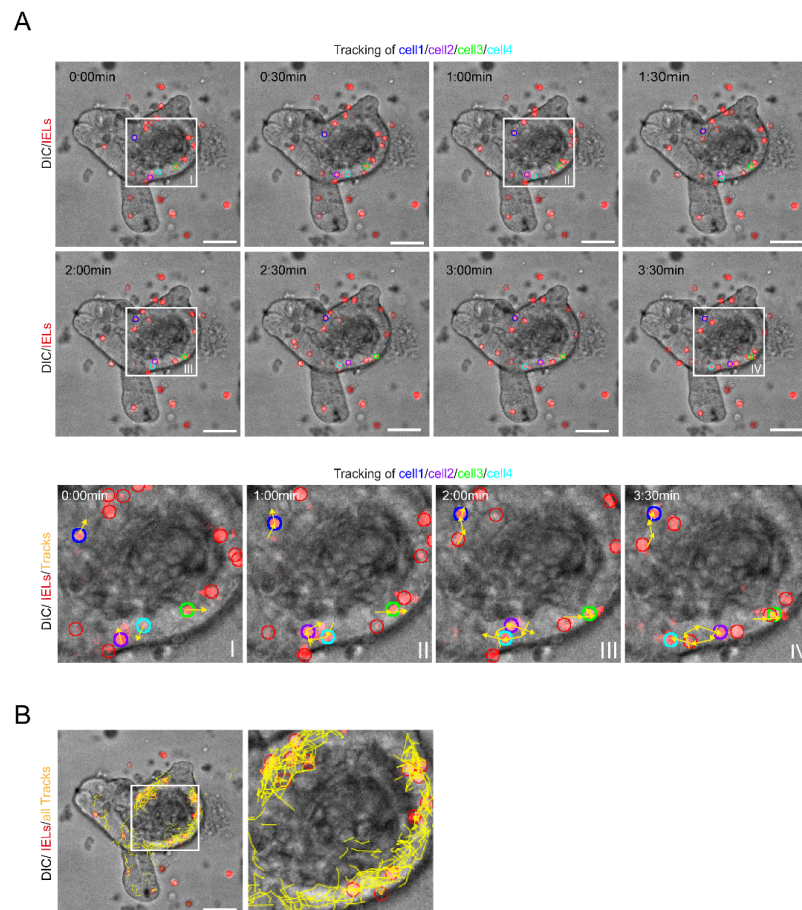 A
Tracking of cell1/cell2/cell3/cell4
DIC/IELs
0:00min
0:30min
1:00min
1:30min
I
II
DIC/IELs
2:00min
2:30min
3:00min
3:30min
III
IV
Tracking of cell1/cell2/cell3/cell4
DIC/ IELs/Tracks
0:00min
1:00min
2:00min
3:30min
I
II
III
IV
B
DIC/ IELs/all Tracks